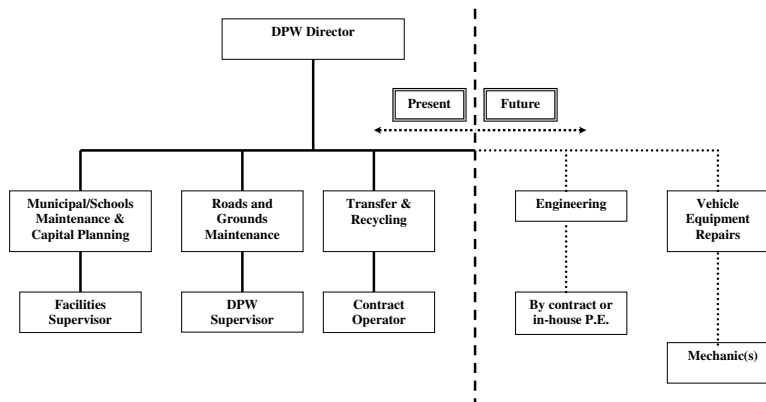 DPW Director
Present
Future
Municipal/Schools
Maintenance &
Capital Planning
Roads and
Grounds
Maintenance
Transfer &
Recycling
Engineering
Vehicle
Equipment
Repairs
Facilities
Supervisor
DPW
Supervisor
Contract
Operator
By contract or
in-house P.E.
Mechanic(s)